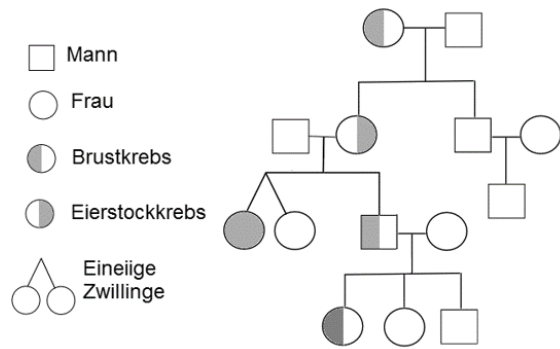 Mann
Frau
Brustkrebs
Eierstockkrebs
Eineiige
Zwillinge